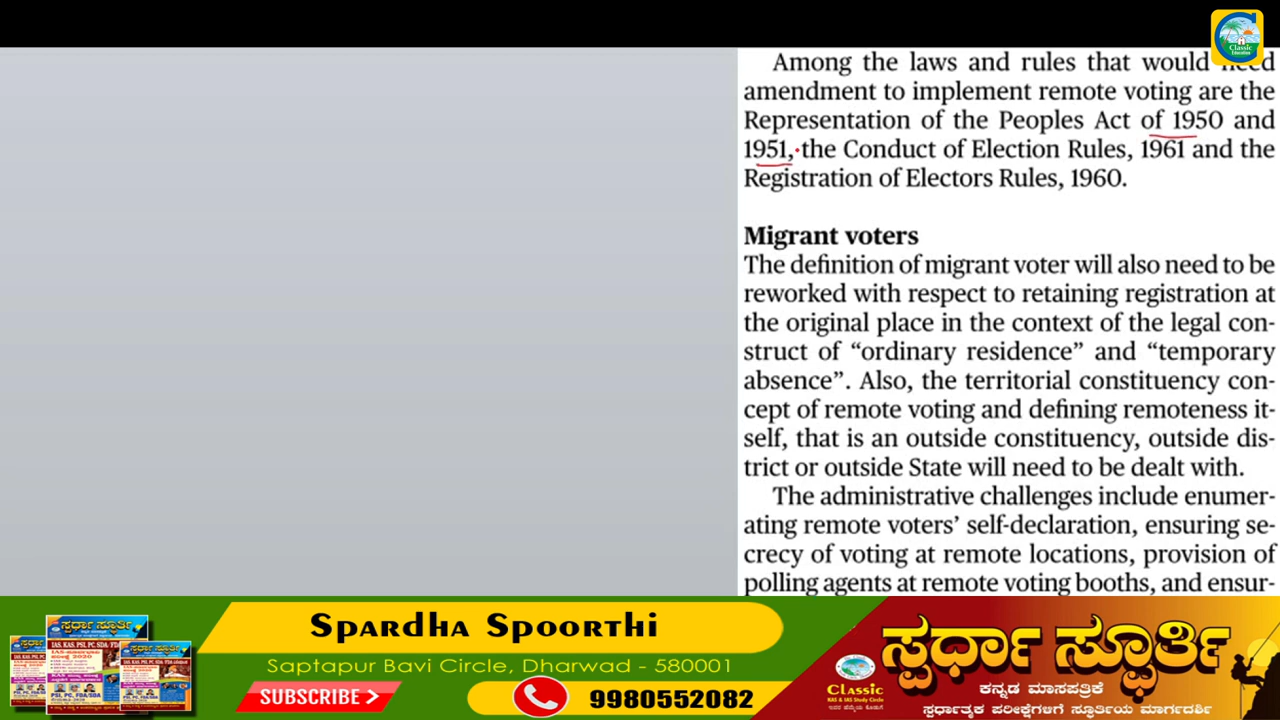 Classic
Education
Among the laws and rules that would need
amendment to implement remote voting are the
Representation of the Peoples Act of 1950 and
1951, the Conduct of Election Rules, 1961 and the
Registration of Electors Rules, 1960.
Migrant voters
The definition of migrant voter will also need to be
reworked with respect to retaining registration at
the original place in the context of the legal con-
struct of “ordinary residence” and “temporary
absence”. Also, the territorial constituency con-
cept of remote voting and defining remoteness it-
self, that is an outside constituency, outside dis-
trict or outside State will need to be dealt with.
The administrative challenges include enumer-
ating remote voters’ self-declaration, ensuring se-
crecy of voting at remote locations, provision of
polling agents at remote voting booths, and ensur-
Spardha Spoorthi
Saptapur Bavi Circle, Dharwad - 580001
SUBSCRIBE
9980552082
ಸ್ಪರ್ಧಾ ಸ್ಫೂರ್ತಿ
Classic
KAS & IAS Study Circle
ಕನ್ನಡ ಮಾಸಪತ್ರಿಕೆ
ಸ್ಪರ್ಧಾತ್ಮಕ ಪರೀಕ್ಷೆಗಳಿಗೆ ಸ್ಫೂರ್ತಿಯ ಮಾರ್ಗದರ್ಶಿ